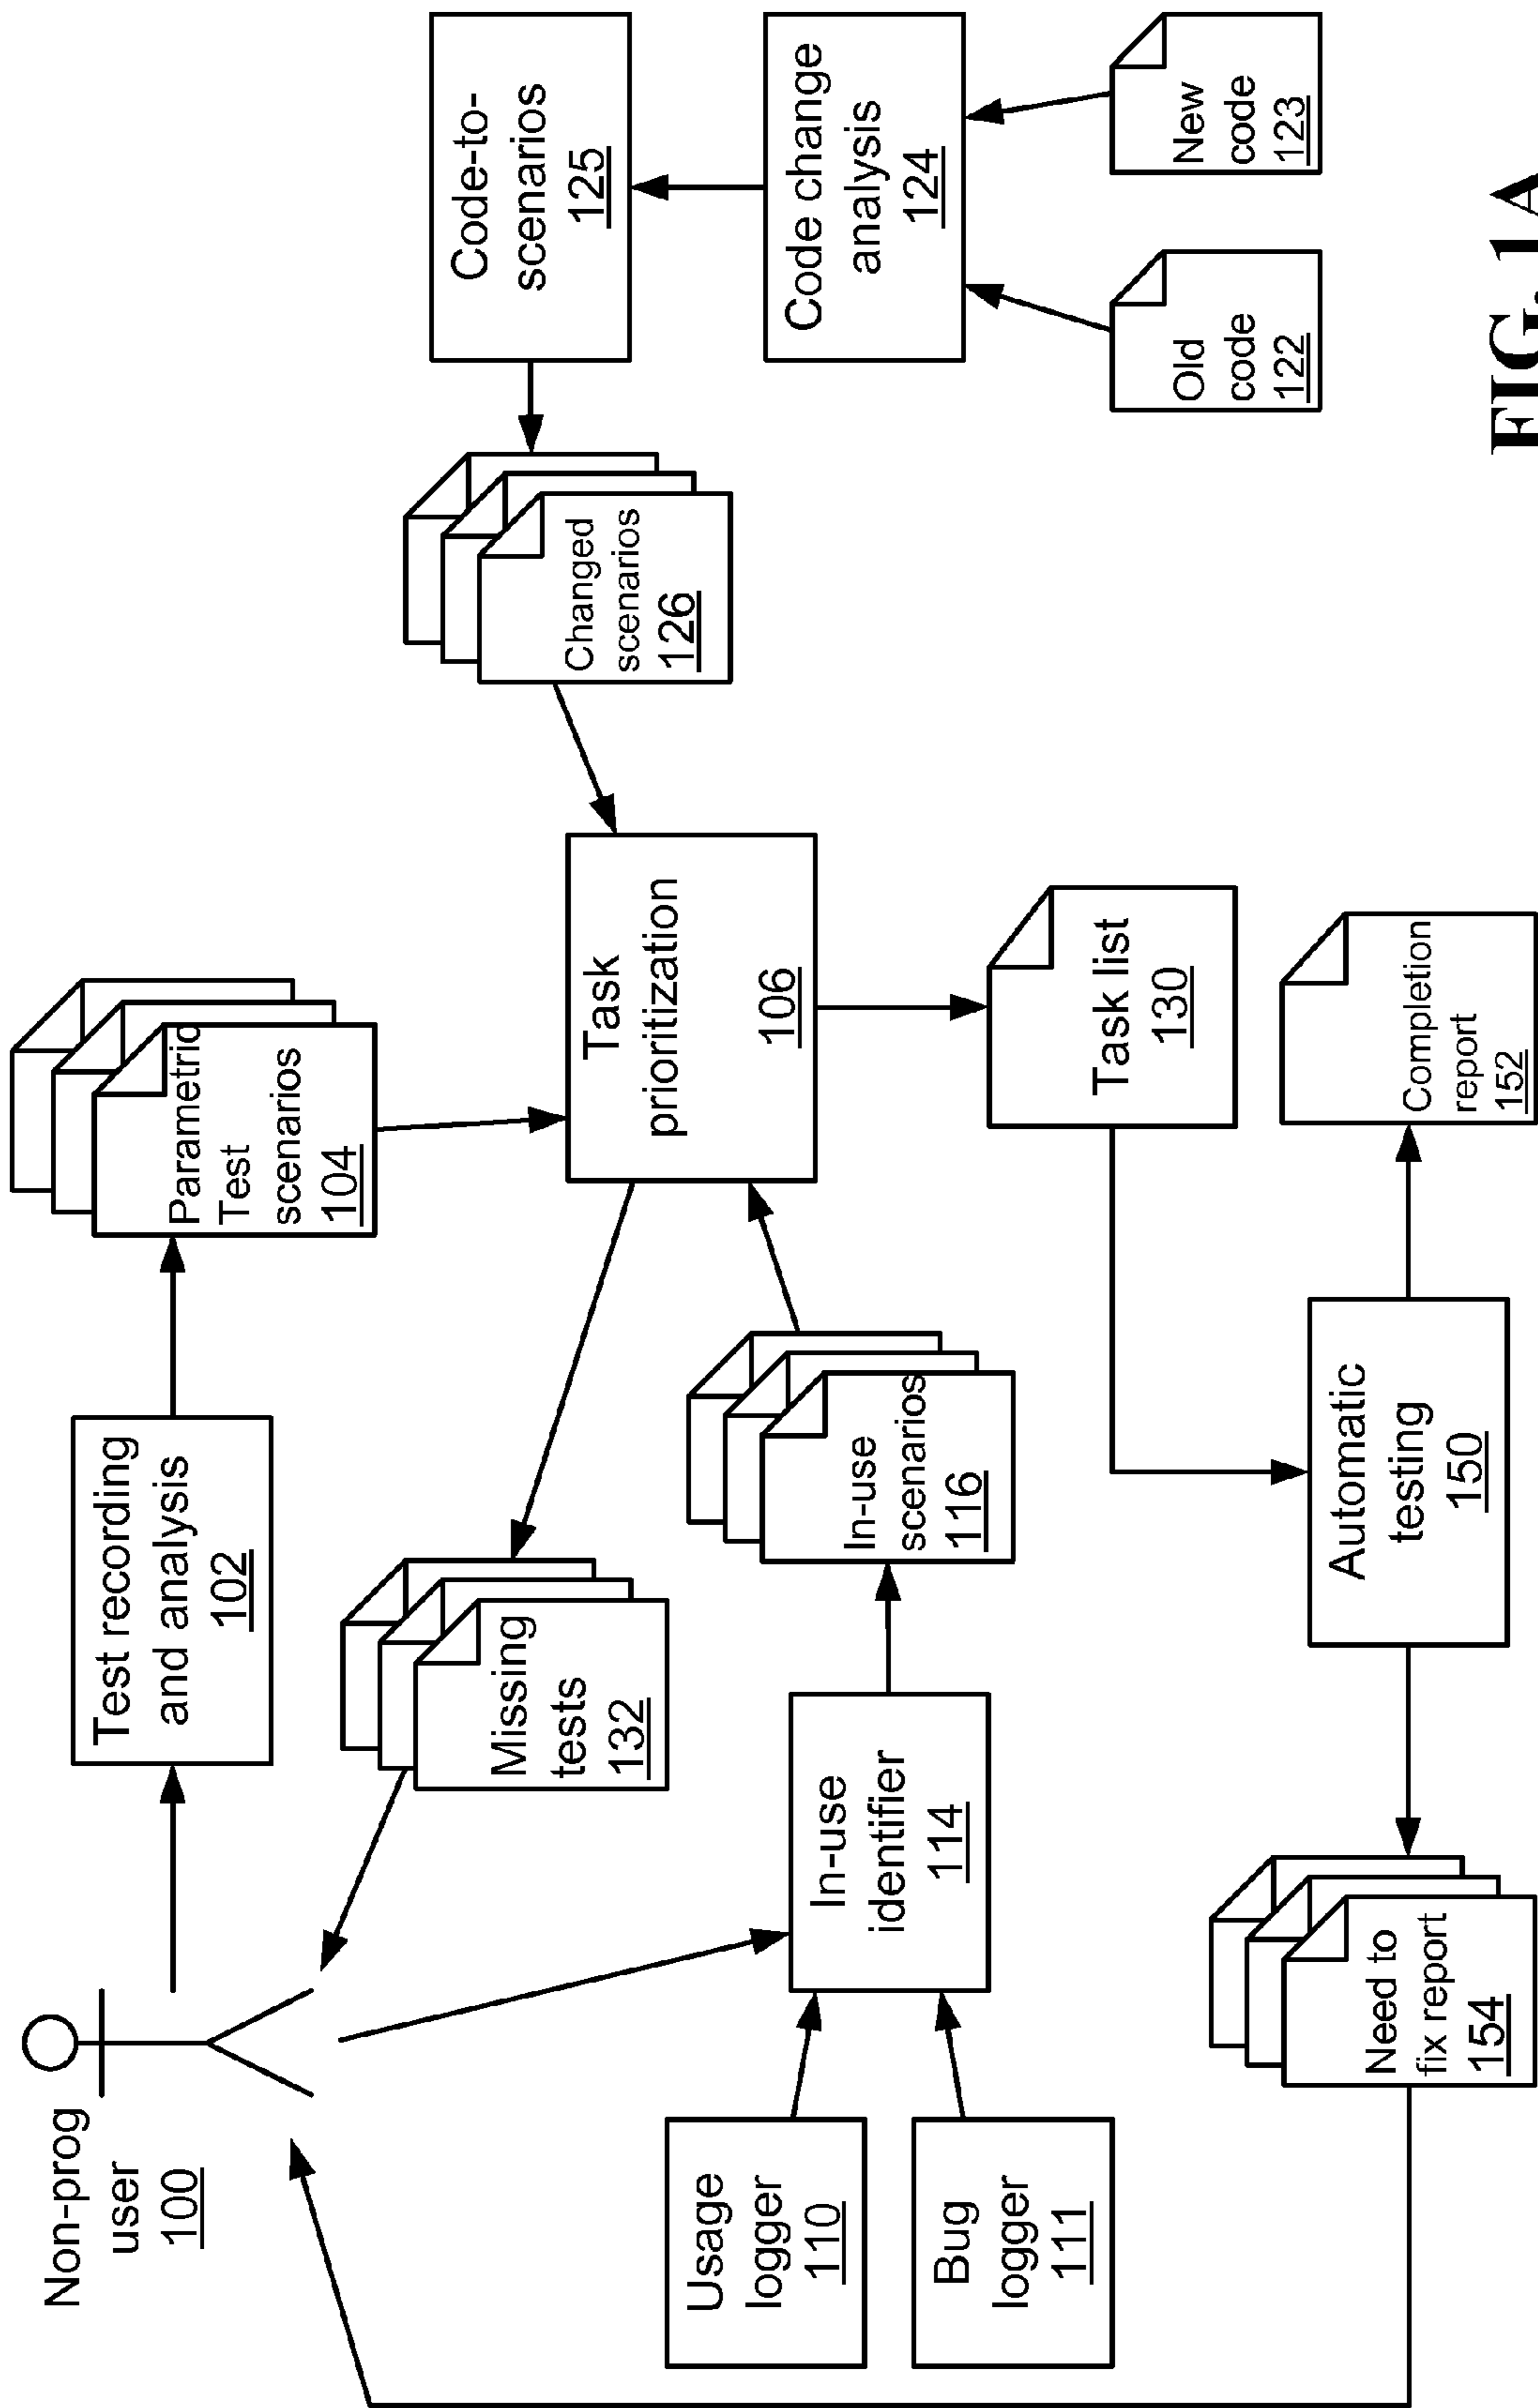 Non-prog
user
100
Test recording
and analysis
102
Parametric
Test
scenarios
104
Missing
tests
132
Task
prioritization
106
Changed
scenarios
126
Code-to-
scenarios
125
Code change
analysis
124
Old
code
122
New
code
123
Usage
logger
110
Bug
logger
111
In-use
identifier
114
In-use
scenarios
116
Task list
130
Automatic
testing
150
Completion
report
152
Need to
fix report
154
FIG. 1A